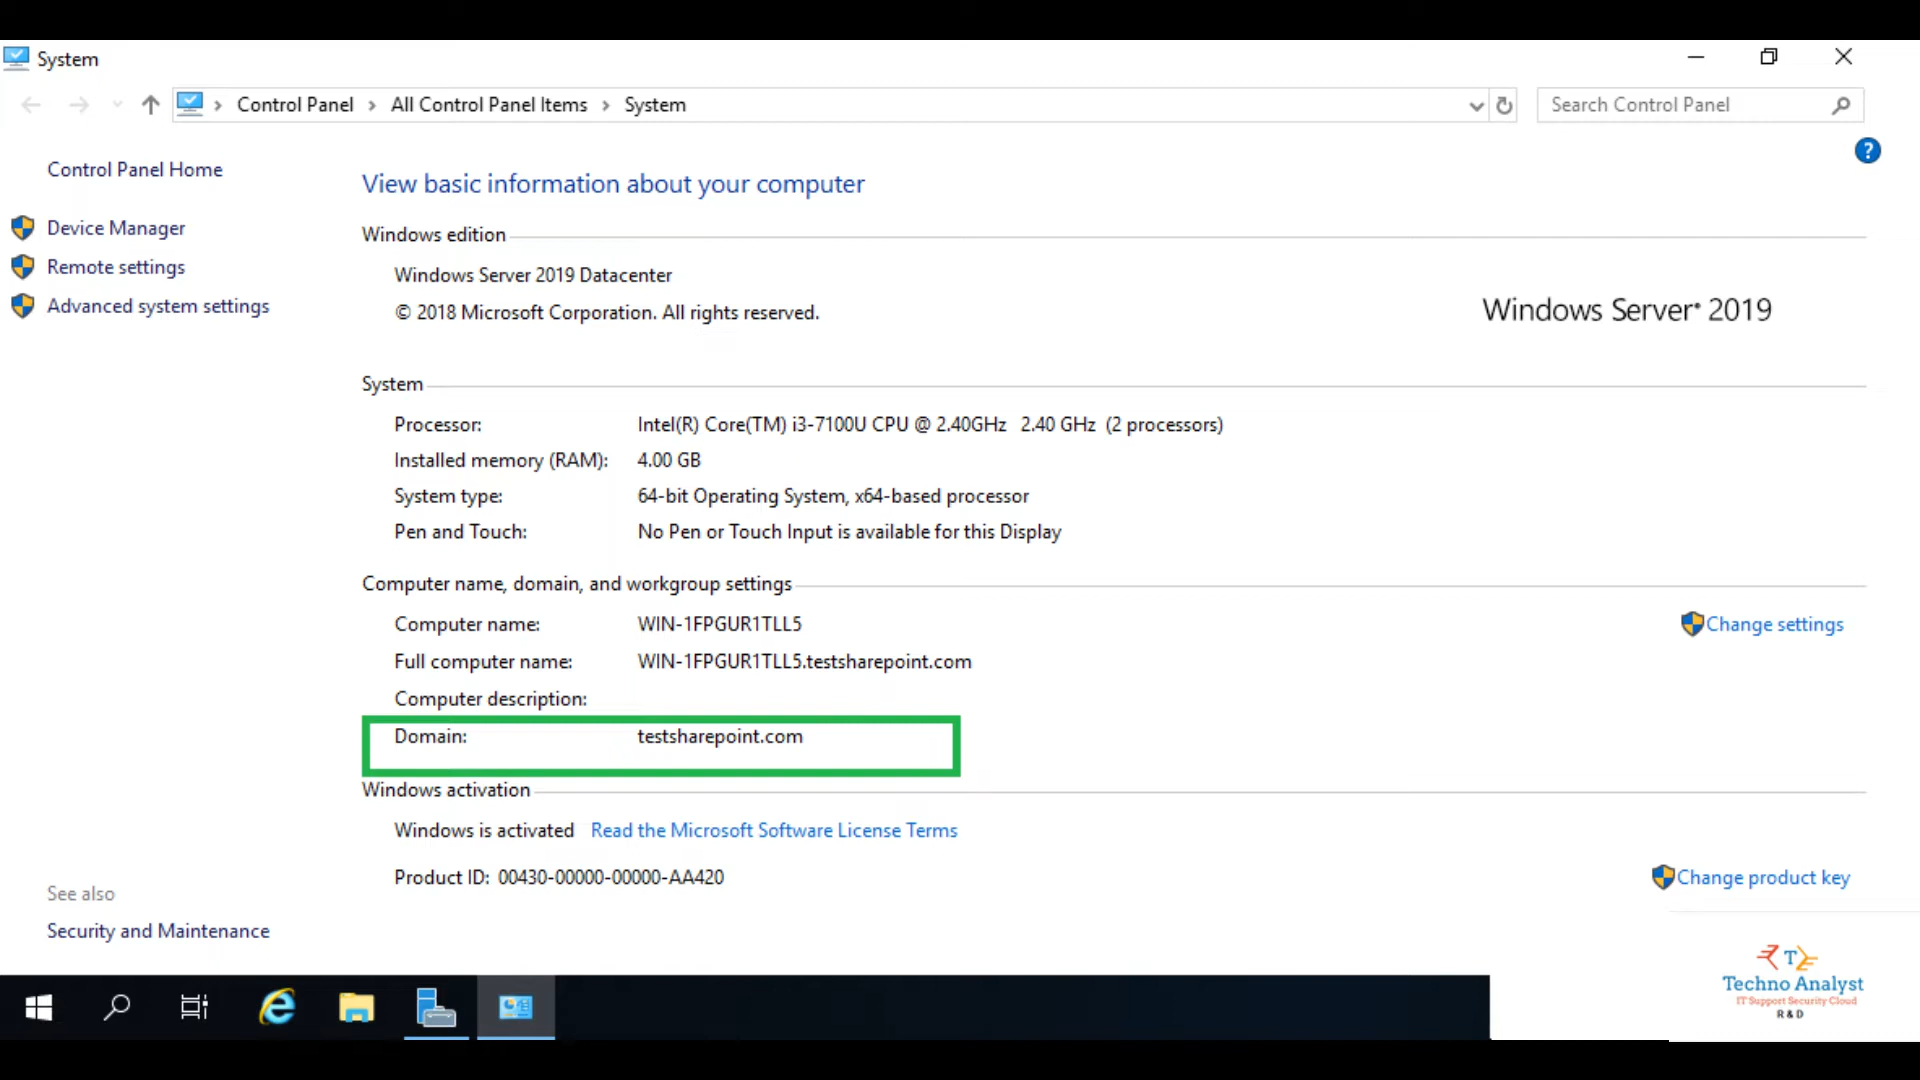 System
Control Panel > All Control Panel Items > System
Search Control Panel
?
Control Panel Home
Device Manager
Remote settings
Advanced system settings
View basic information about your computer
Windows edition
Windows Server 2019 Datacenter
© 2018 Microsoft Corporation. All rights reserved.
Windows Server® 2019
System
Processor: Intel(R) Core(TM) i3-7100U CPU @ 2.40GHz 2.40 GHz (2 processors)
Installed memory (RAM): 4.00 GB
System type: 64-bit Operating System, x64-based processor
Pen and Touch: No Pen or Touch Input is available for this Display
Computer name, domain, and workgroup settings
Computer name: WIN-1FPGUR1TLL5
Change settings
Full computer name: WIN-1FPGUR1TLL5.testsharepoint.com
Computer description:
Domain: testsharepoint.com
Windows activation
Windows is activated Read the Microsoft Software License Terms
Product ID: 00430-00000-00000-AA420
Change product key
See also
Security and Maintenance
T
Techno Analyst
IT Support Security Cloud
R & D